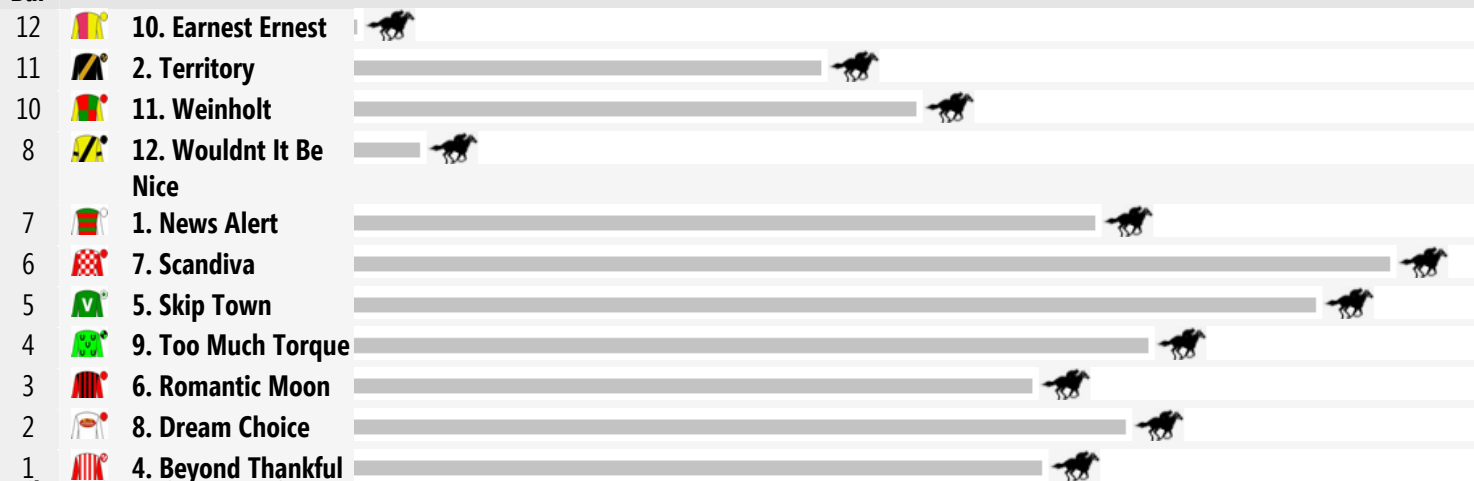 12 10. Earnest Ernest
11 2. Territory
10 11. Weinholt
8 12. Wouldnt It Be
Nice
7 1. News Alert
6 7. Scandiva
5 V 5. Skip Town
4 9. Too Much Torque
3 6. Romantic Moon
2 8. Dream Choice
1 4. Beyond Thankful